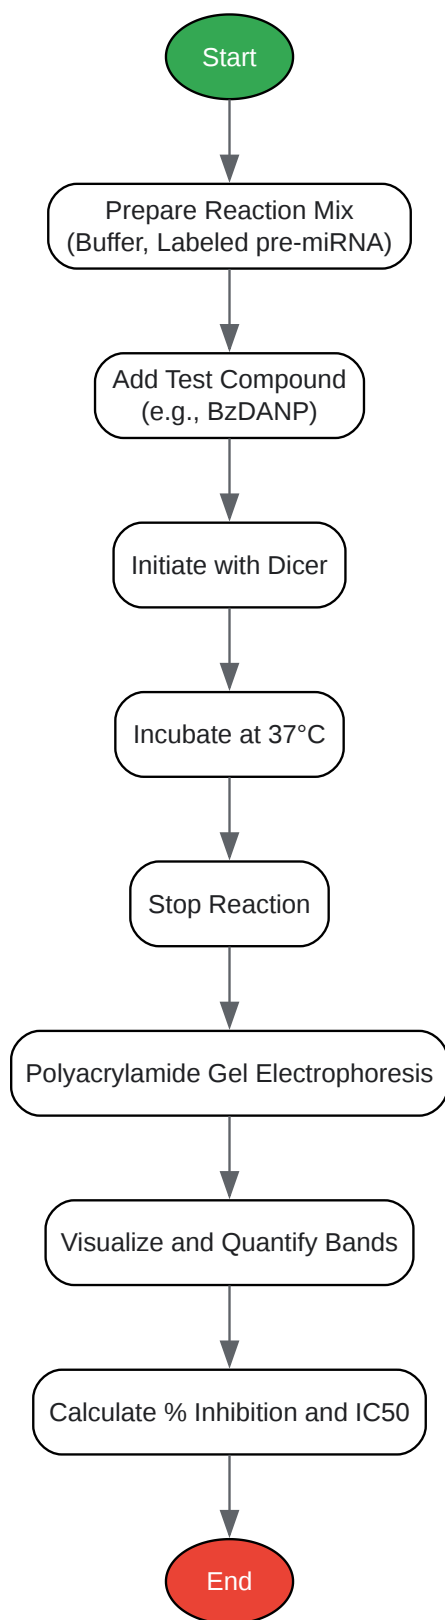 Start
Prepare Reaction Mix
(Buffer, Labeled pre-miRNA)
Add Test Compound
(e.g., BzDANP)
Initiate with Dicer
Incubate at 37°C
Stop Reaction
Polyacrylamide Gel Electrophoresis
Visualize and Quantify Bands
Calculate % Inhibition and IC50
End